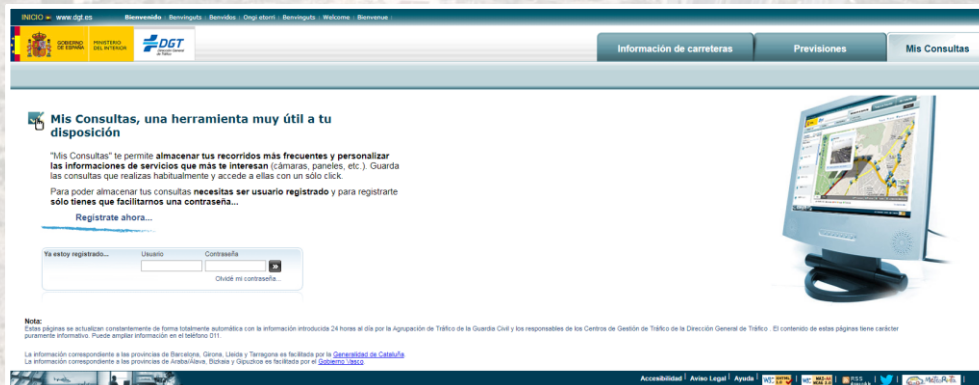 INICIO www.dgt.es Bienvenido | Benvinguts | Benvidos | Ongi etorri | Benvinguts | Welcome | Bienvenue |
GOBIERNO DE ESPAÑA
MINISTERIO DEL INTERIOR
DGT
Dirección General de Tráfico
Información de carreteras
Previsiones
Mis Consultas
Mis Consultas, una herramienta muy útil a tu
disposición
"Mis Consultas" te permite almacenar tus recorridos más frecuentes y personalizar
las informaciones de servicios que más te interesan (cámaras, paneles, etc.). Guarda
las consultas que realizas habitualmente y accede a ellas con un sólo click.
Para poder almacenar tus consultas necesitas ser usuario registrado y para registrarte
sólo tienes que facilitarnos una contraseña...
Registrate ahora...
Ya estoy registrado... Usuario Contraseña
Olvidé mi contraseña...
Nota:
Estas páginas se actualizan constantemente de forma totalmente automática con la información introducida 24 horas al día por la Agrupación de Tráfico de la Guardia Civil y los responsables de los Centros de Gestión de Tráfico de la Dirección General de Tráfico . El contenido de estas páginas tiene carácter
puramente informativo. Puede ampliar información en el teléfono 011.
La información correspondiente a las provincias de Barcelona, Girona, Lleida y Tarragona es facilitada por la Generalidad de Cataluña.
La información correspondiente a las provincias de Araba/Álava, Bizkaia y Gipuzkoa es facilitada por el Gobierno Vasco.
Accesibilidad | Aviso Legal | Ayuda
RSS